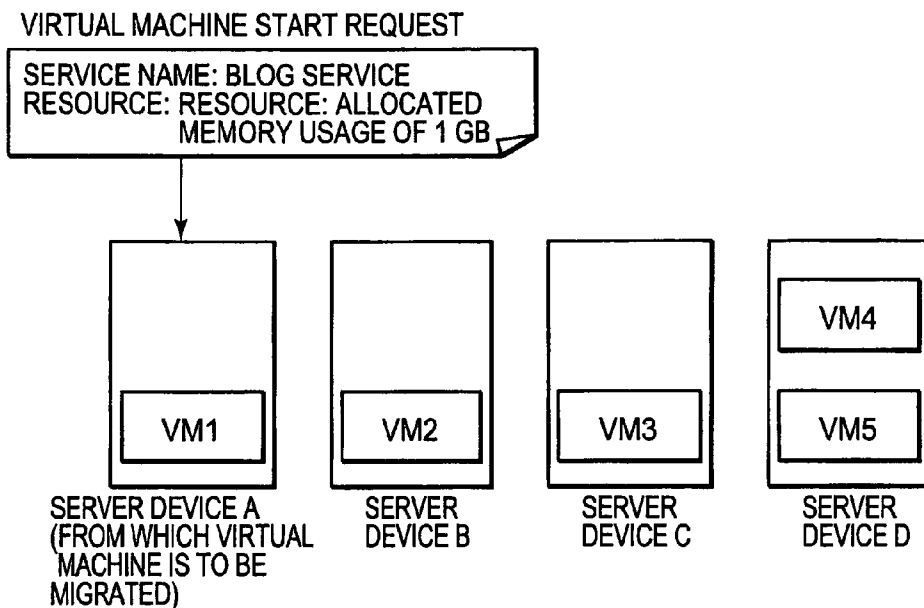 VIRTUAL MACHINE START REQUEST
SERVICE NAME: BLOG SERVICE
RESOURCE: RESOURCE: ALLOCATED
MEMORY USAGE OF 1 GB
VM1
VM2
VM3
VM4
VM5
SERVER DEVICE A
(FROM WHICH VIRTUAL
MACHINE IS TO BE
MIGRATED)
SERVER
DEVICE B
SERVER
DEVICE C
SERVER
DEVICE D